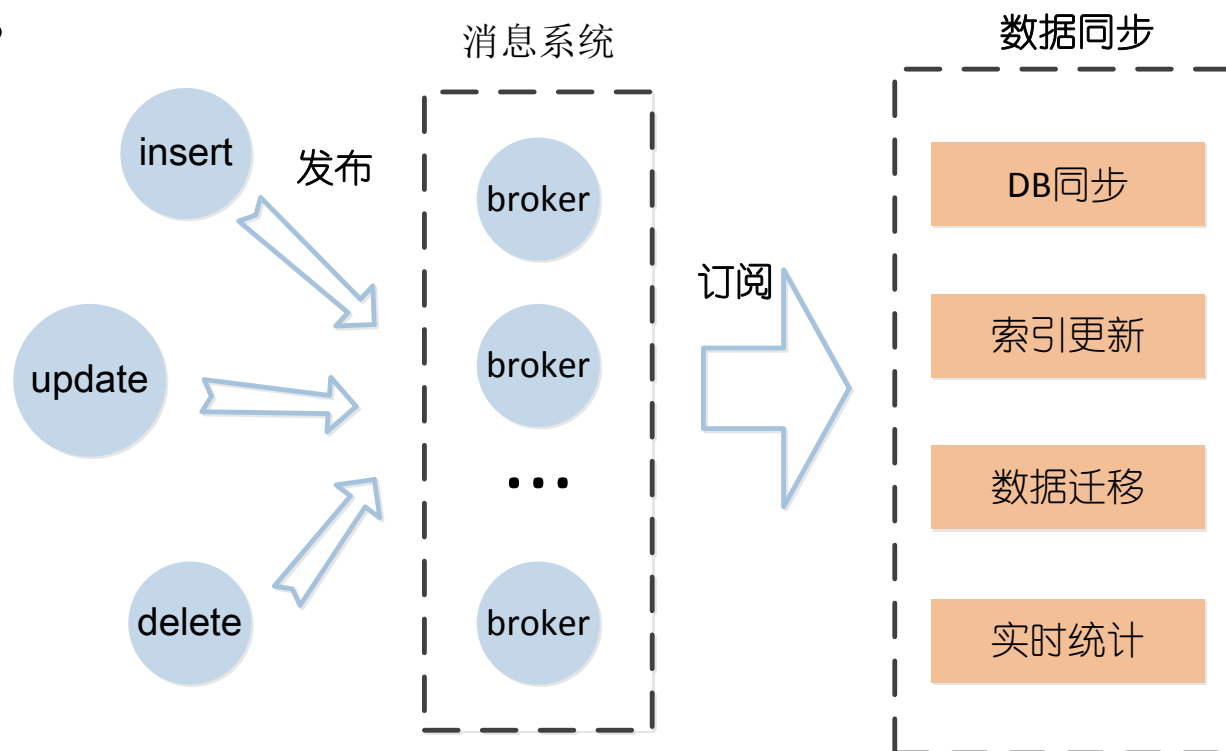 消息系统
数据同步
insert
发布
broker
DB同步
订阅
update
broker
索引更新
...
数据迁移
delete
broker
实时统计